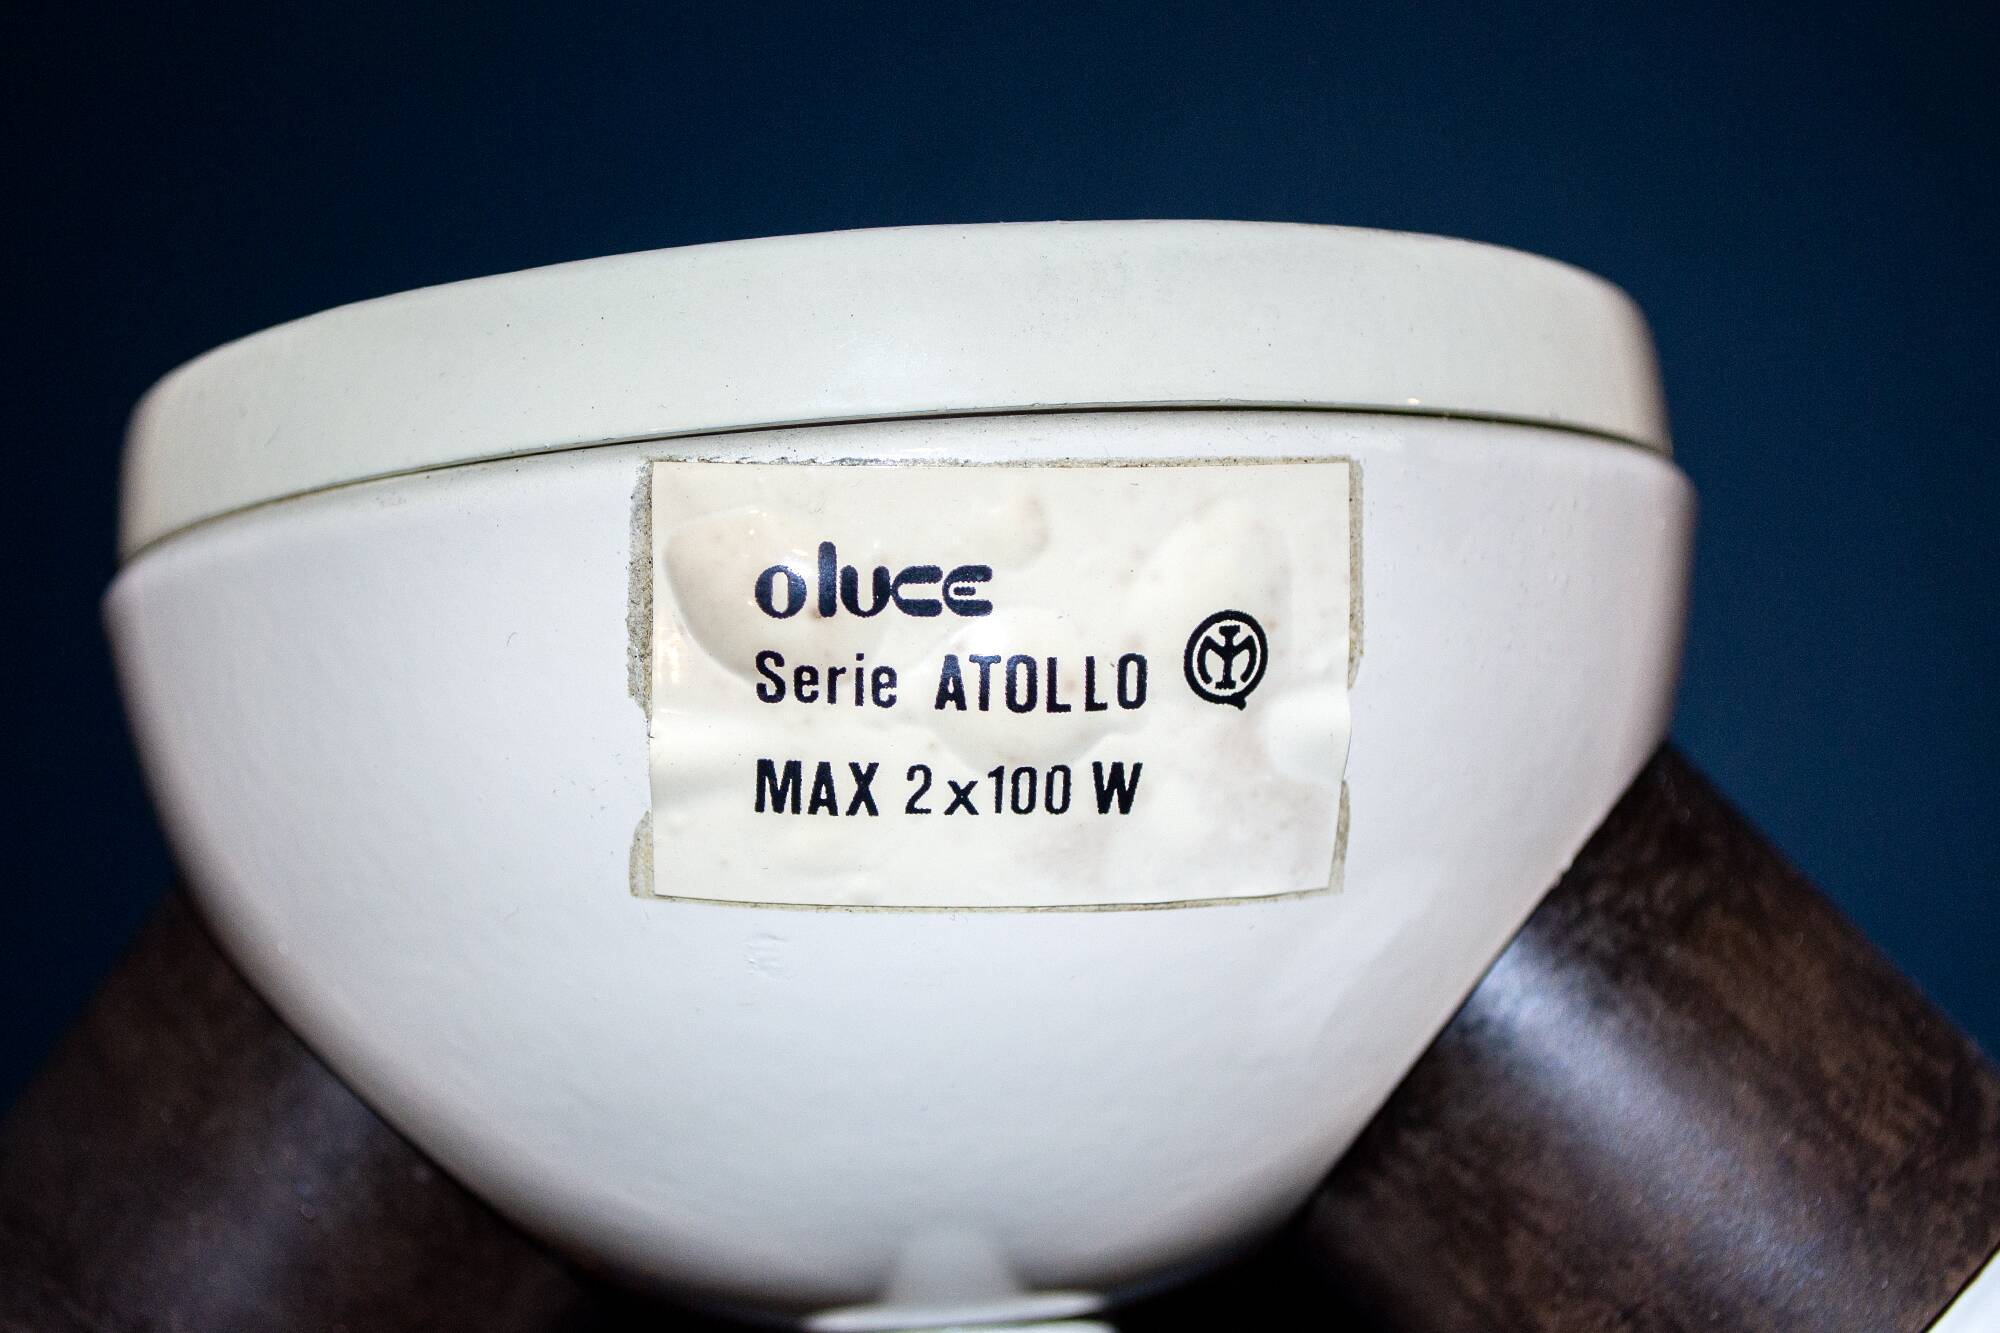 oluce
Serie ATOLLO
MAX 2x100 W